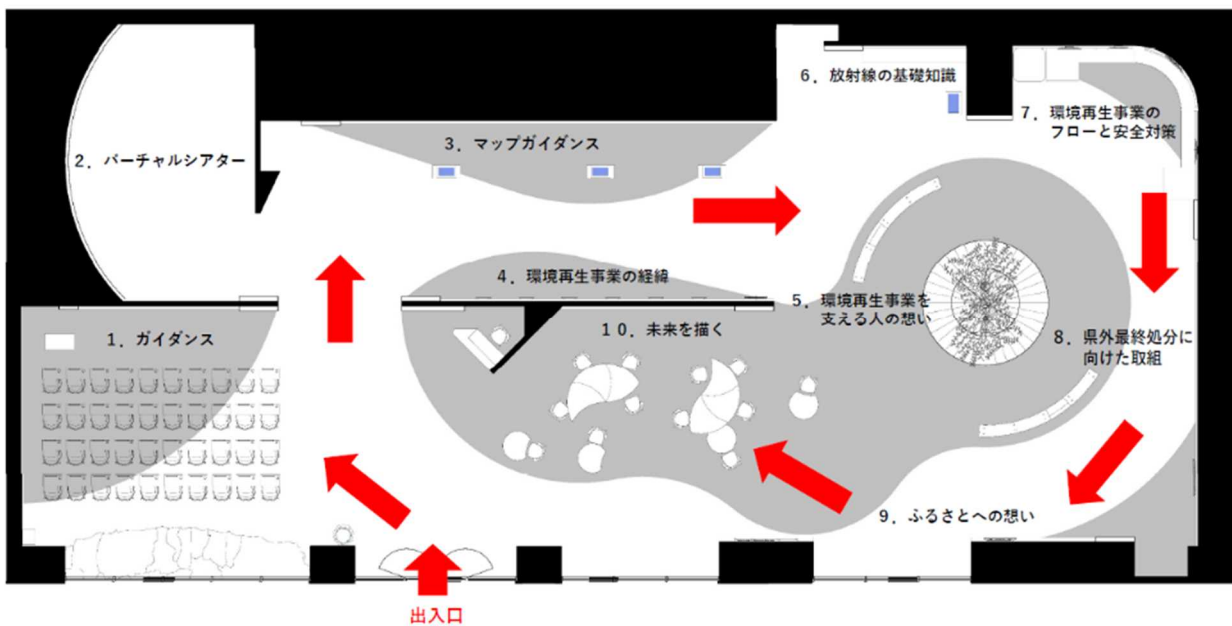 1．ガイダンス
2．バーチャルシアター
3．マップガイダンス
4．環境再生事業の経緯
5．環境再生事業を
支える人の想い
6．放射線の基礎知識
7．環境再生事業の
フローと安全対策
8．県外最終処分に
向けた取組
9．ふるさとへの想い
10．未来を描く
出入口